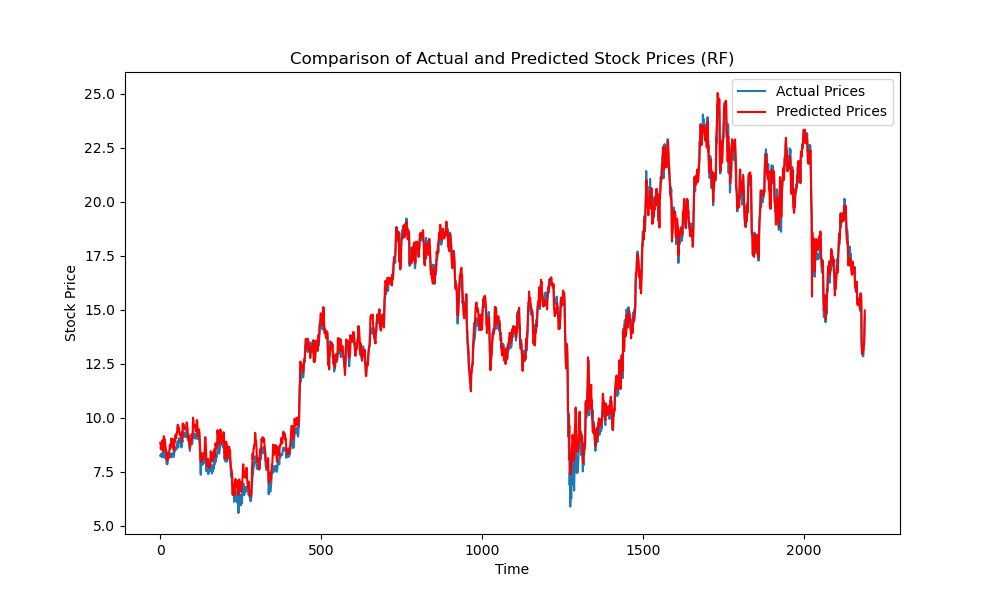 Comparison of Actual and Predicted Stock Prices (RF)
Actual Prices
Predicted Prices
25.0
22.5
20.0
17.5
15.0
12.5
10.0
7.5
5.0
Stock Price
0 500 1000 1500 2000
Time